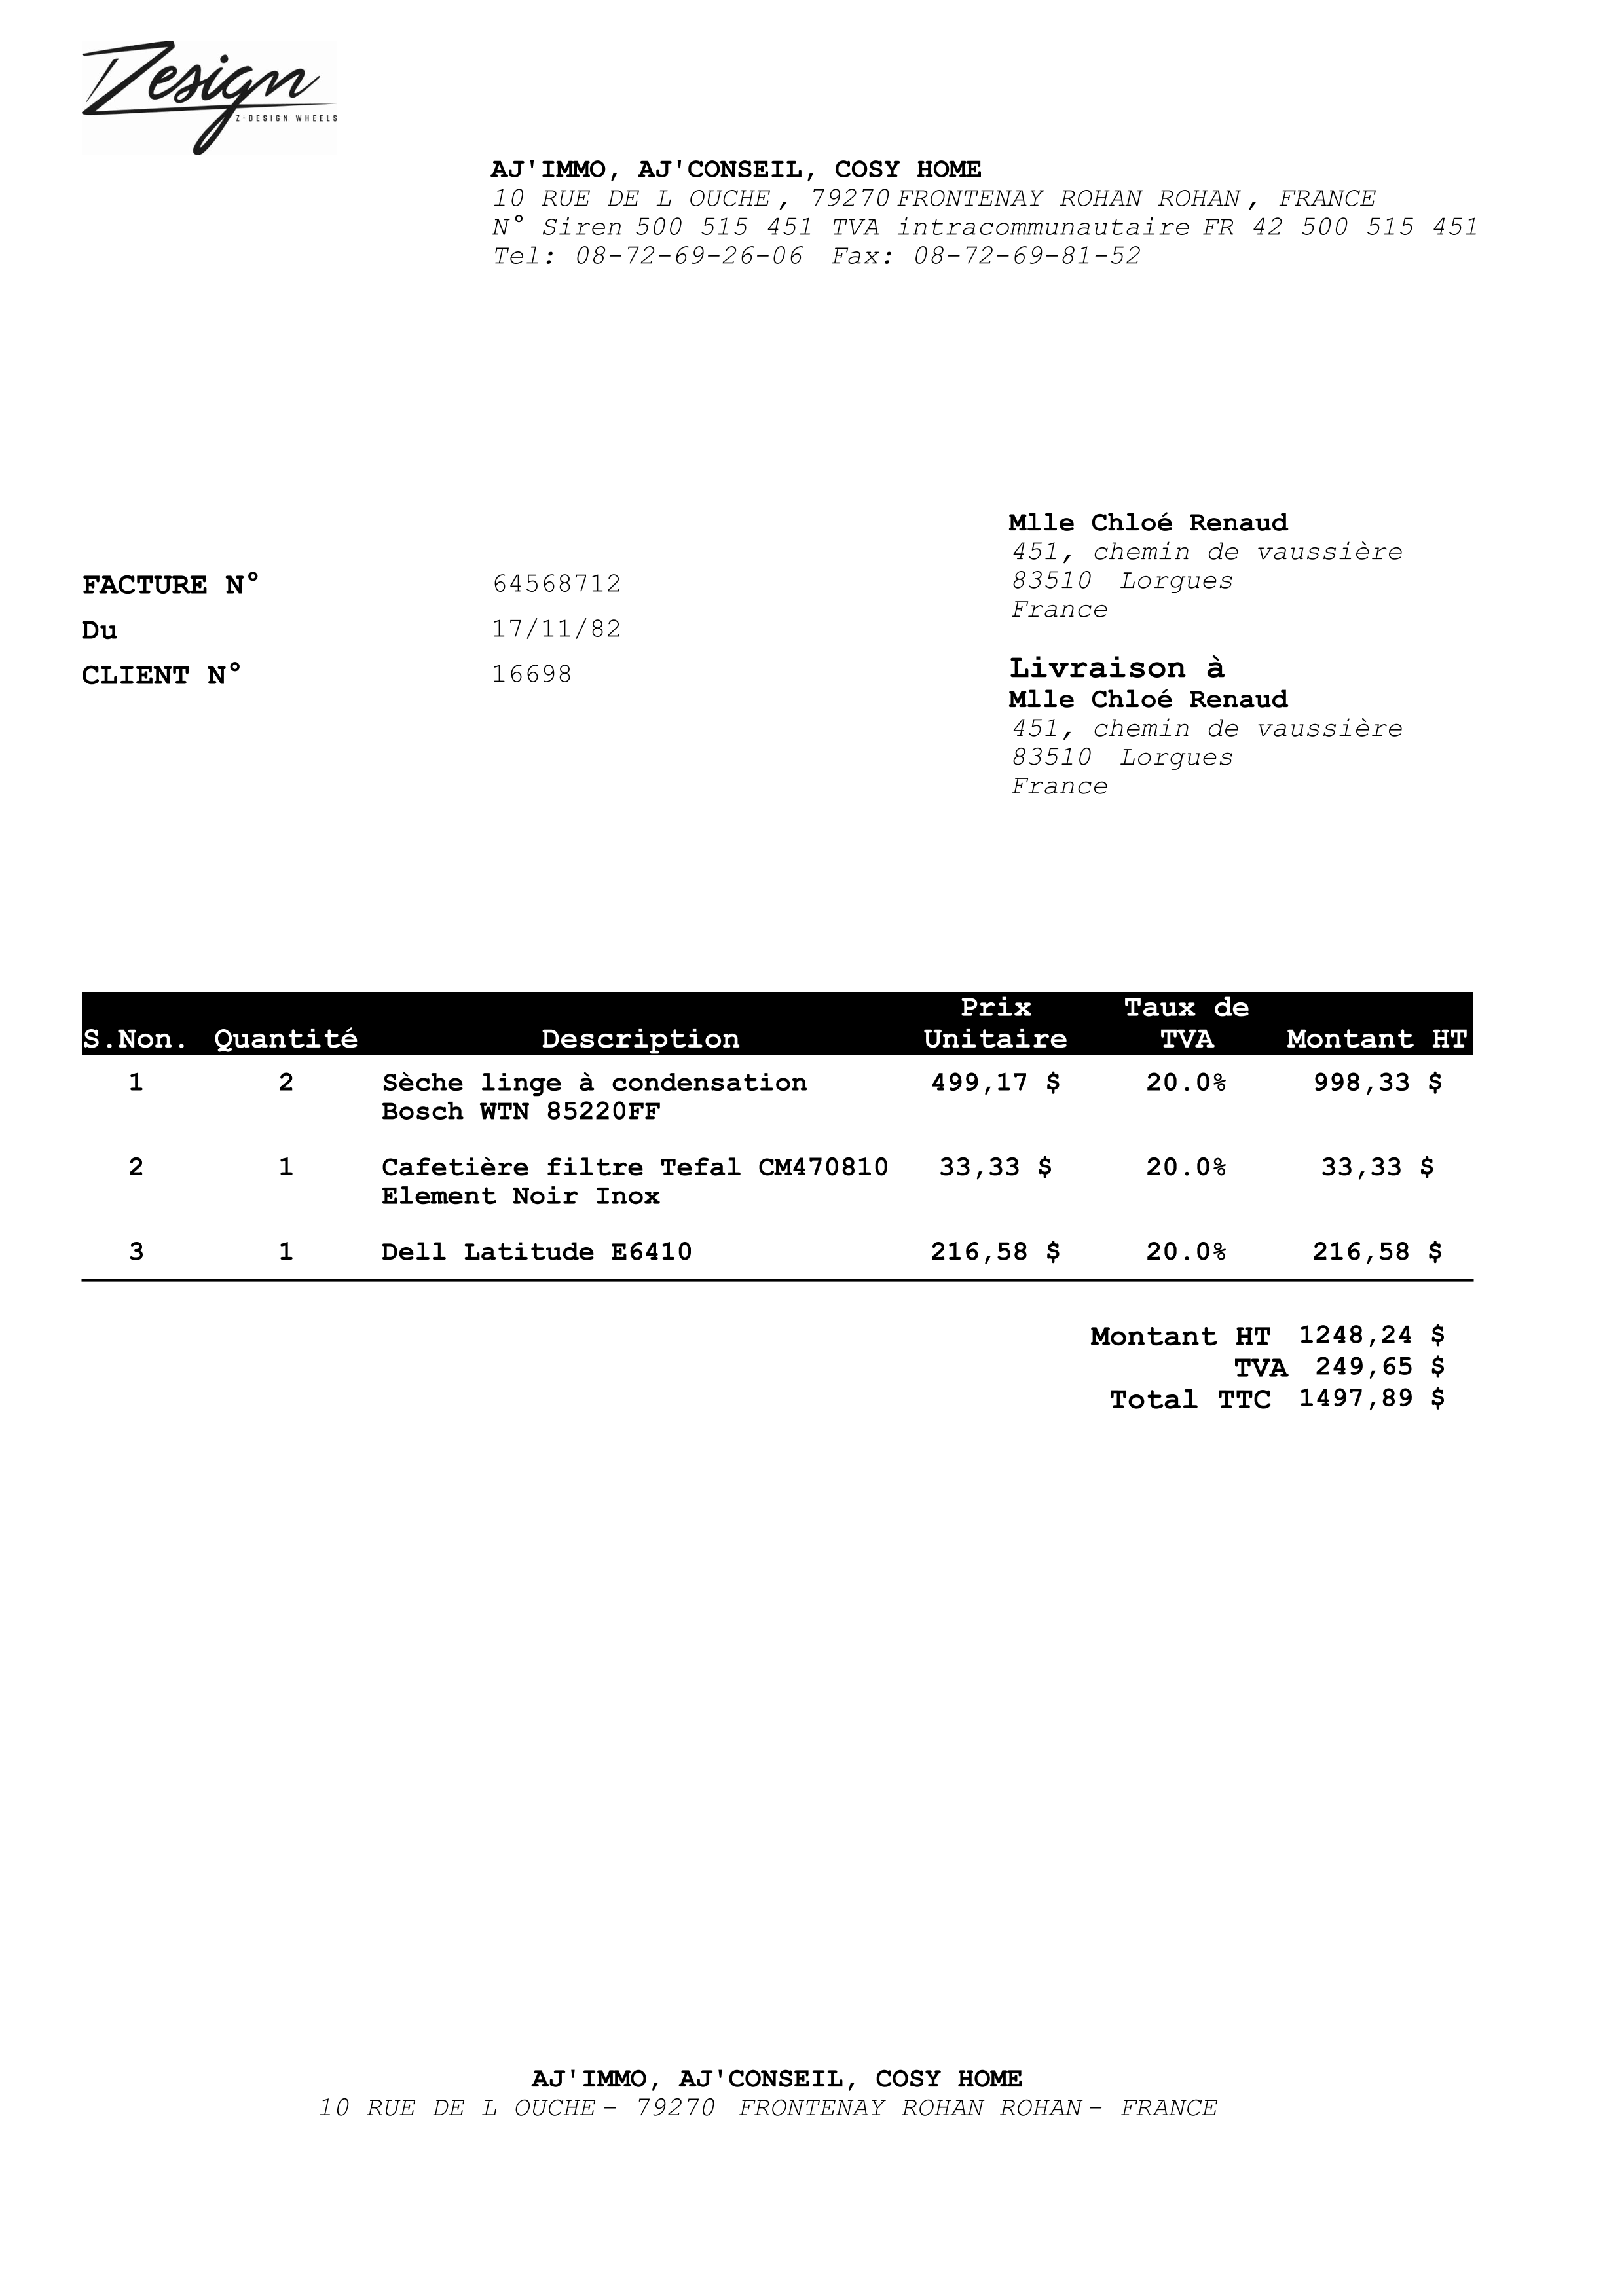 Zesign
Z-DESIGN WHEELS
AJ'IMMO, AJ'CONSEIL, COSY HOME
10 RUE DE L OUCHE, 79270 FRONTENAY ROHAN ROHAN, FRANCE
N° Siren 500 515 451 TVA intracommunautaire FR 42 500 515 451
Tel: 08-72-69-26-06 Fax: 08-72-69-81-52
FACTURE N° 64568712
Du 17/11/82
CLIENT N° 16698
Mlle Chloé Renaud
451, chemin de vaussière
83510 Lorgues
France
Livraison à
Mlle Chloé Renaud
451, chemin de vaussière
83510 Lorgues
France
S.Non. Quantité Description Prix Unitaire Taux de TVA Montant HT
1 2 Sèche linge à condensation 499,17 $ 20.0% 998,33 $
Bosch WTN 85220FF
2 1 Cafetière filtre Tefal CM470810 33,33 $ 20.0% 33,33 $
Element Noir Inox
3 1 Dell Latitude E6410 216,58 $ 20.0% 216,58 $
Montant HT 1248,24 $
TVA 249,65 $
Total TTC 1497,89 $
AJ'IMMO, AJ'CONSEIL, COSY HOME
10 RUE DE L OUCHE - 79270 FRONTENAY ROHAN ROHAN - FRANCE